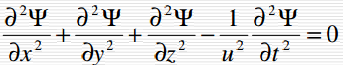 ∂²Ψ/∂x² + ∂²Ψ/∂y² + ∂²Ψ/∂z² − 1/u² ∂²Ψ/∂t² = 0